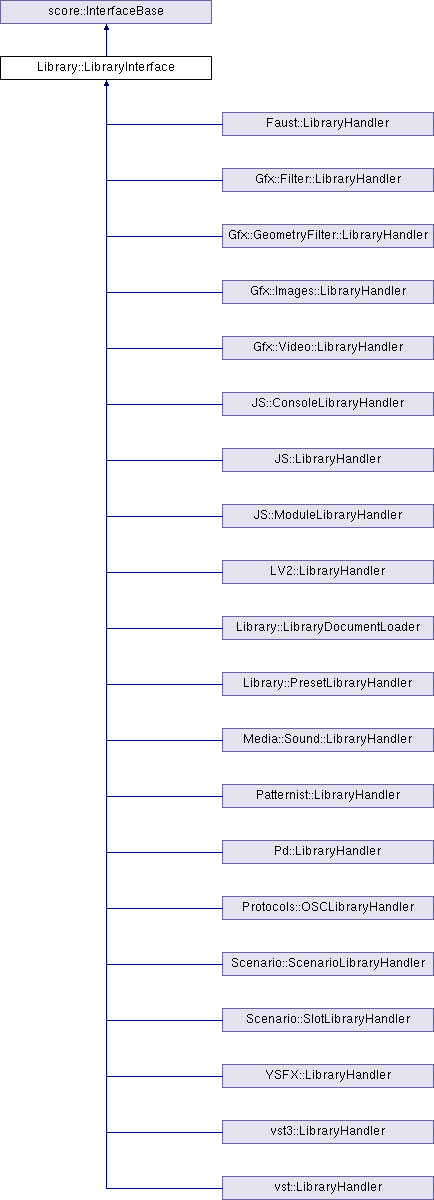 score::InterfaceBase
Library::LibraryInterface
Faust::LibraryHandler
Gfx::Filter::LibraryHandler
Gfx::GeometryFilter::LibraryHandler
Gfx::Images::LibraryHandler
Gfx::Video::LibraryHandler
JS::ConsoleLibraryHandler
JS::LibraryHandler
JS::ModuleLibraryHandler
LV2::LibraryHandler
Library::LibraryDocumentLoader
Library::PresetLibraryHandler
Media::Sound::LibraryHandler
Patternist::LibraryHandler
Pd::LibraryHandler
Protocols::OSCLibraryHandler
Scenario::ScenarioLibraryHandler
Scenario::SlotLibraryHandler
YSFX::LibraryHandler
vst3::LibraryHandler
vst::LibraryHandler